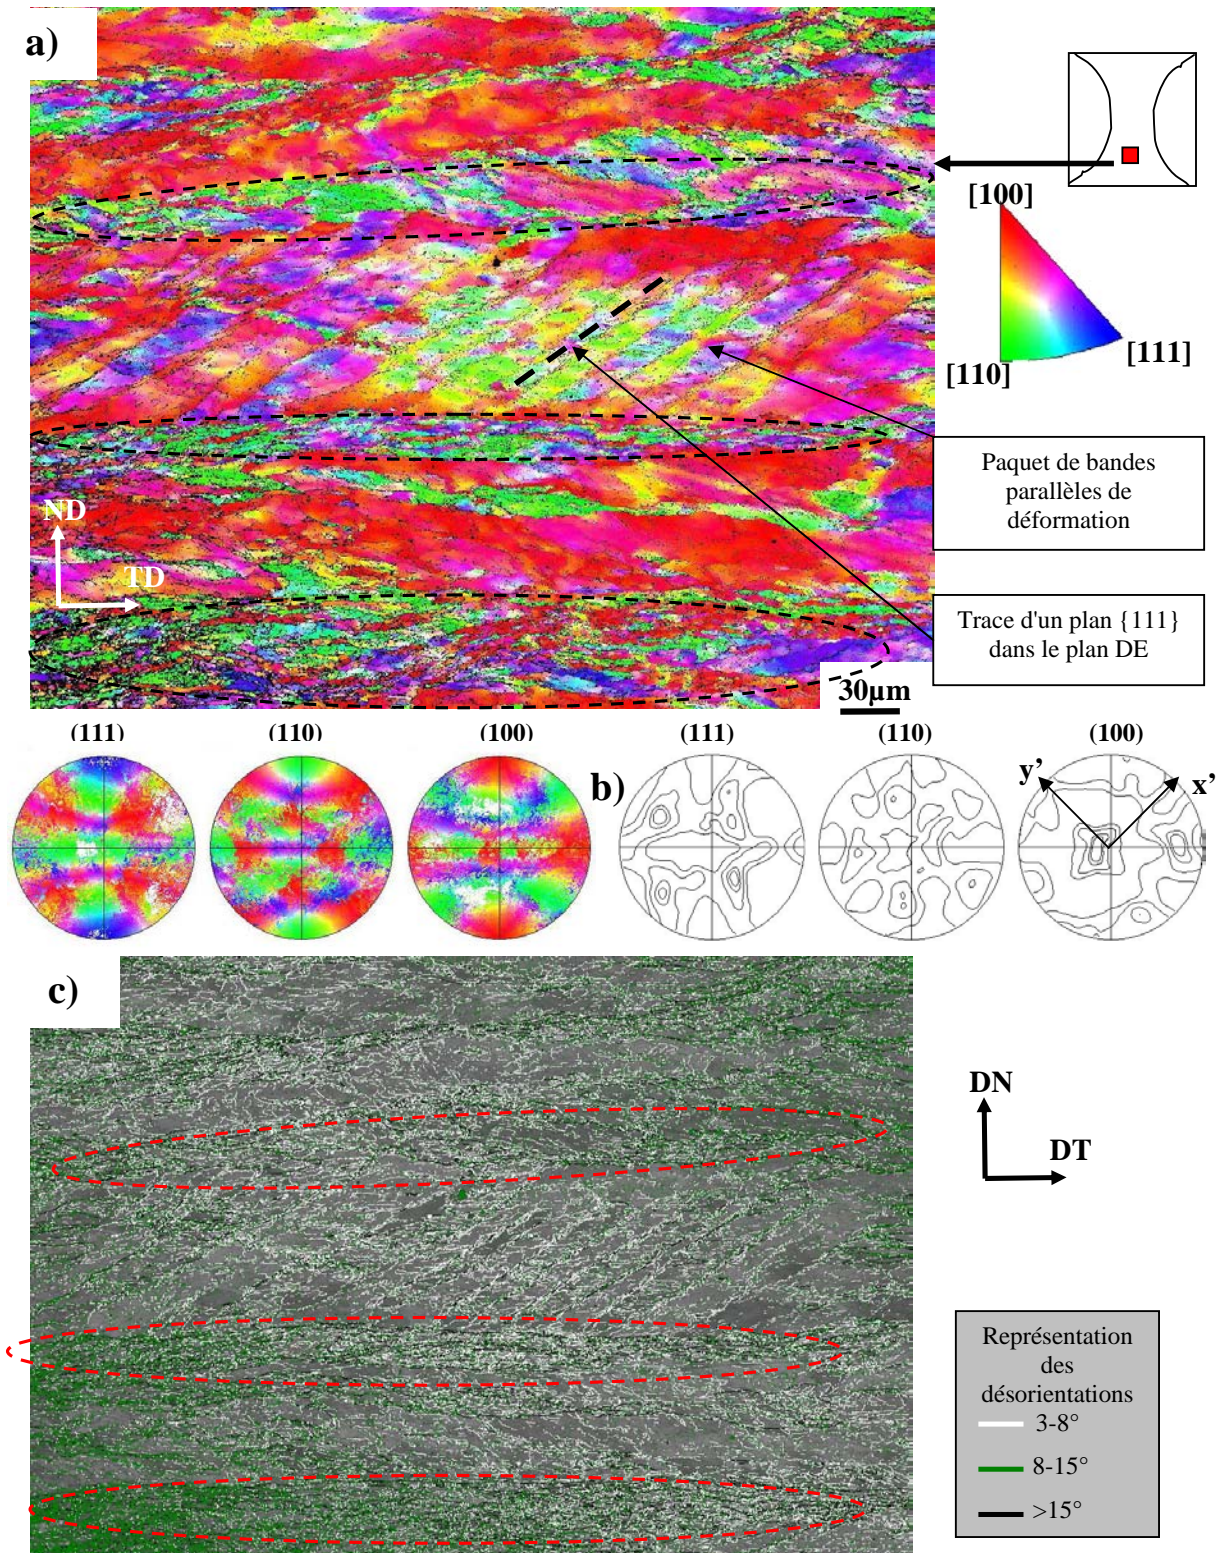 a)
[100]
[110]
[111]
Paquet de bandes
parallèles de
déformation
ND
TD
Trace d'un plan {111}
dans le plan DE
30µm
(111)
(110)
(100)
b)
(111)
(110)
(100)
y’
x’
c)
DN
DT
Représentation
des
désorientations
3-8°
8-15°
>15°